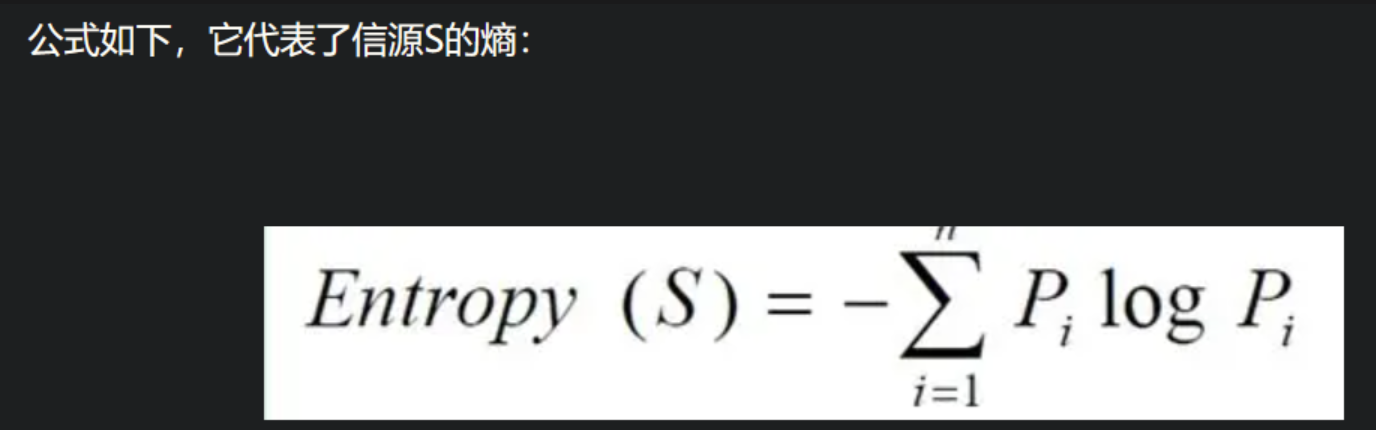 公式如下，它代表了信源S的熵：
Entropy (S) = -∑_{i=1}^{n} P_i log P_i